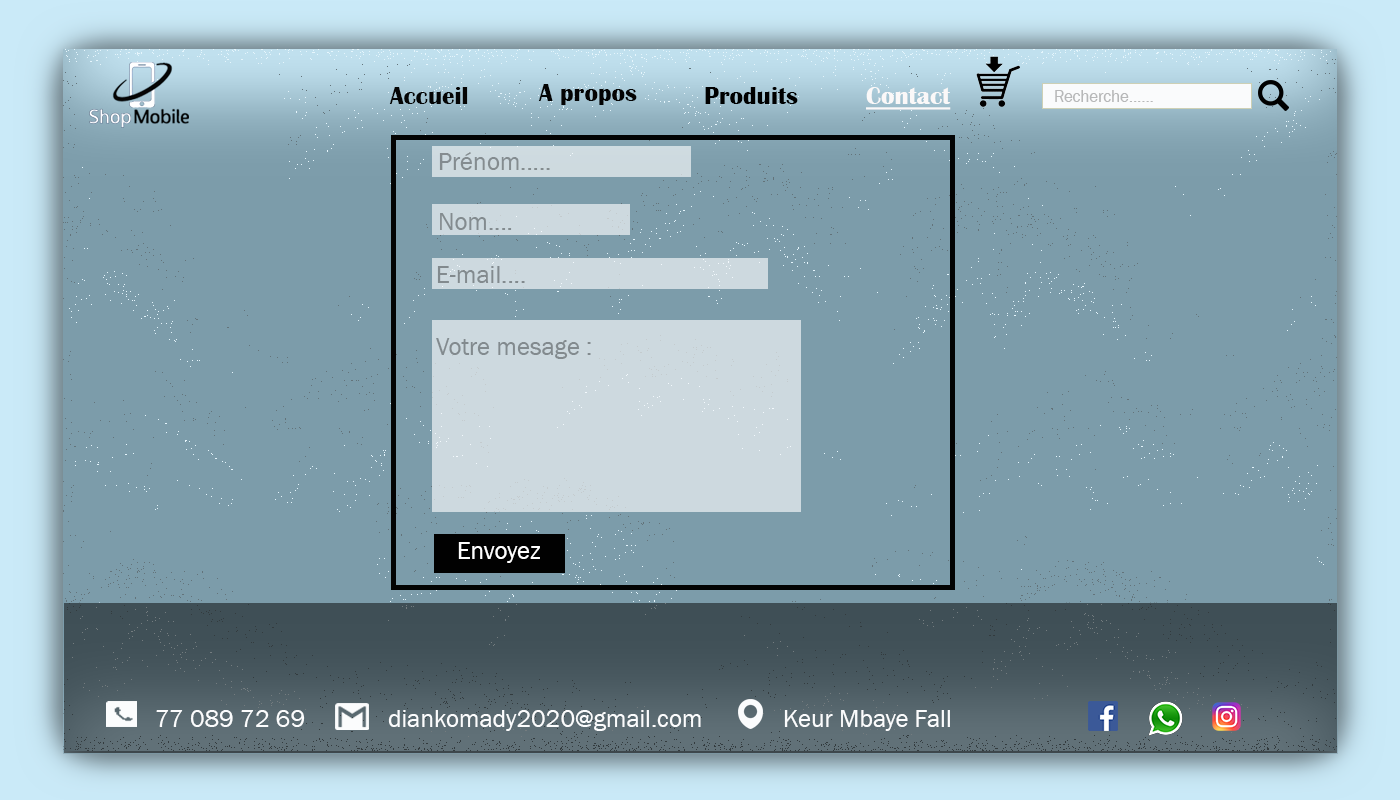 Shop Mobile
Accueil
A propos
Produits
Contact
Recherche......
Prénom.....
Nom....
E-mail....
Votre mesage :
Envoyez
77 089 72 69
diankomady2020@gmail.com
Keur Mbaye Fall